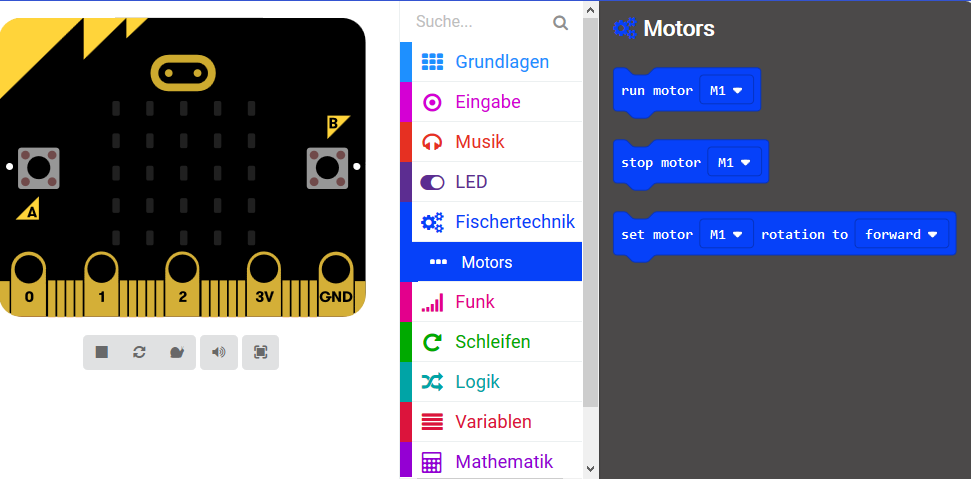 B
A
0
1
2
3V
GND
Suche...
Grundlagen
Eingabe
Musik
LED
Fischertechnik
Motors
Funk
Schleifen
Logik
Variablen
Mathematik
Motors
run motor M1
stop motor M1
set motor M1 rotation to forward